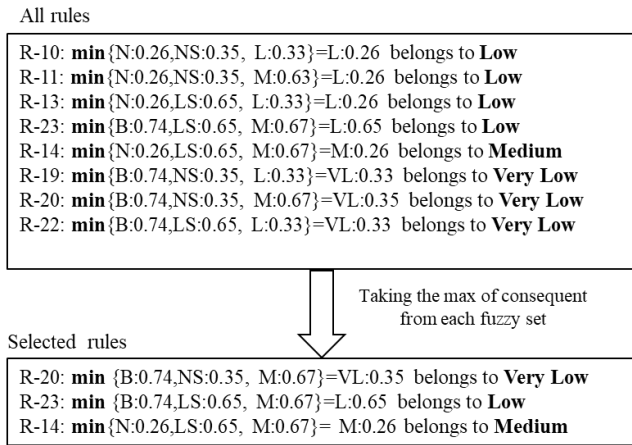 All rules
R-10: min{N:0.26,NS:0.35, L:0.33}=L:0.26 belongs to Low
R-11: min{N:0.26,NS:0.35, M:0.63}=L:0.26 belongs to Low
R-13: min{N:0.26,LS:0.65, L:0.33}=L:0.26 belongs to Low
R-23: min{B:0.74,LS:0.65, M:0.67}=L:0.65 belongs to Low
R-14: min{N:0.26,LS:0.65, M:0.67}=M:0.26 belongs to Medium
R-19: min{B:0.74,NS:0.35, L:0.33}=VL:0.33 belongs to Very Low
R-20: min{B:0.74,NS:0.35, M:0.67}=VL:0.35 belongs to Very Low
R-22: min{B:0.74,LS:0.65, L:0.33}=VL:0.33 belongs to Very Low
Taking the max of consequent
from each fuzzy set
Selected rules
R-20: min {B:0.74,NS:0.35, M:0.67}=VL:0.35 belongs to Very Low
R-23: min {B:0.74,LS:0.65, M:0.67}=L:0.65 belongs to Low
R-14: min{N:0.26,LS:0.65, M:0.67}= M:0.26 belongs to Medium